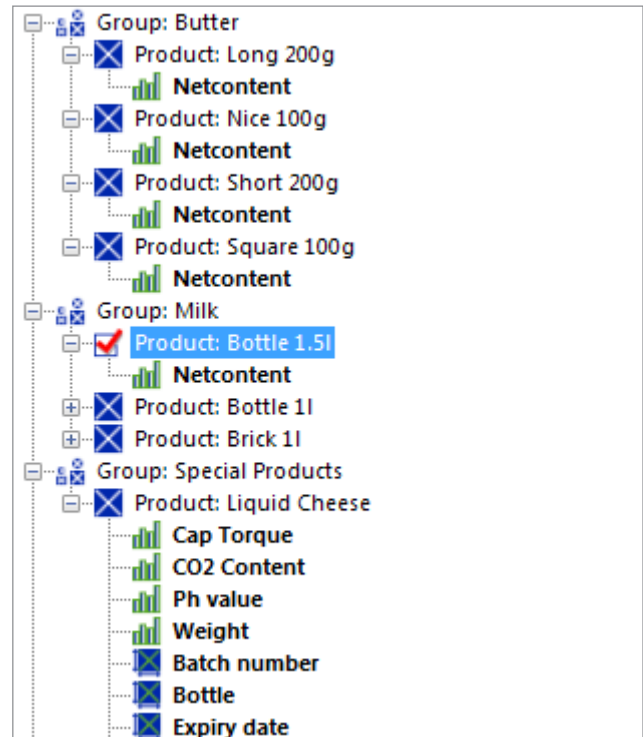 Group: Butter
Product: Long 200g
Netcontent
Product: Nice 100g
Netcontent
Product: Short 200g
Netcontent
Product: Square 100g
Netcontent
Group: Milk
Product: Bottle 1.5l
Netcontent
Product: Bottle 1l
Product: Brick 1l
Group: Special Products
Product: Liquid Cheese
Cap Torque
CO2 Content
Ph value
Weight
Batch number
Bottle
Expiry date